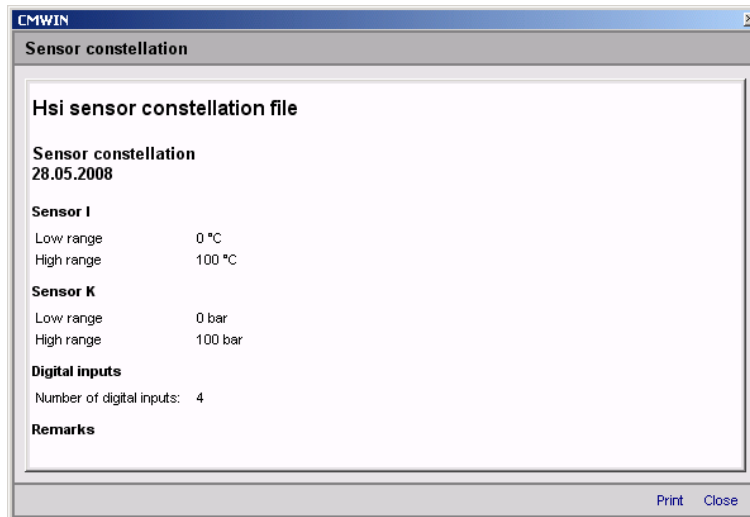 CMWIN
Sensor constellation
Hsi sensor constellation file
Sensor constellation
28.05.2008
Sensor I
Low range 0 °C
High range 100 °C
Sensor K
Low range 0 bar
High range 100 bar
Digital inputs
Number of digital inputs: 4
Remarks
Print Close